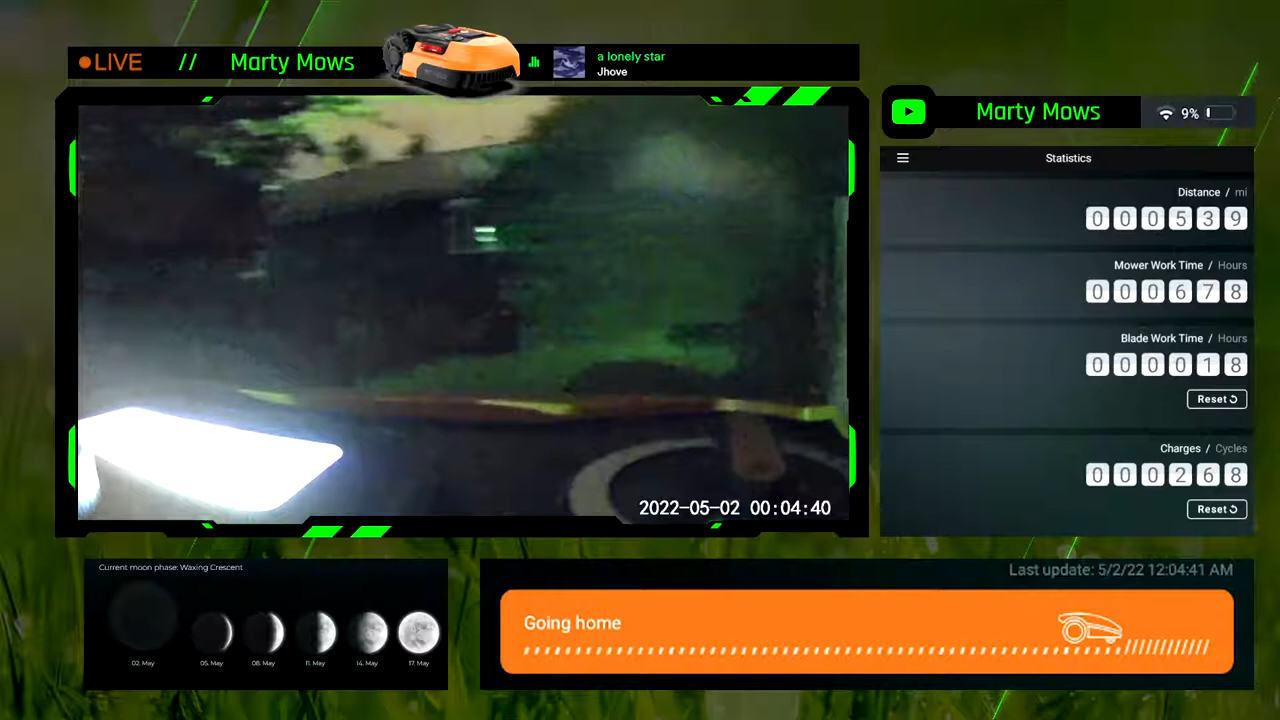 LIVE // Marty Mows
a lonely star
Jhove
Marty Mows
9%
Statistics
Distance / mi
000539
Mower Work Time / Hours
000678
Blade Work Time / Hours
000018
Reset
Charges / Cycles
000268
Reset
2022-05-02 00:04:40
Current moon phase: Waxing Crescent
02. May 05. May 08. May 11. May 14. May 17. May
Last update: 5/2/22 12:04:41 AM
Going home